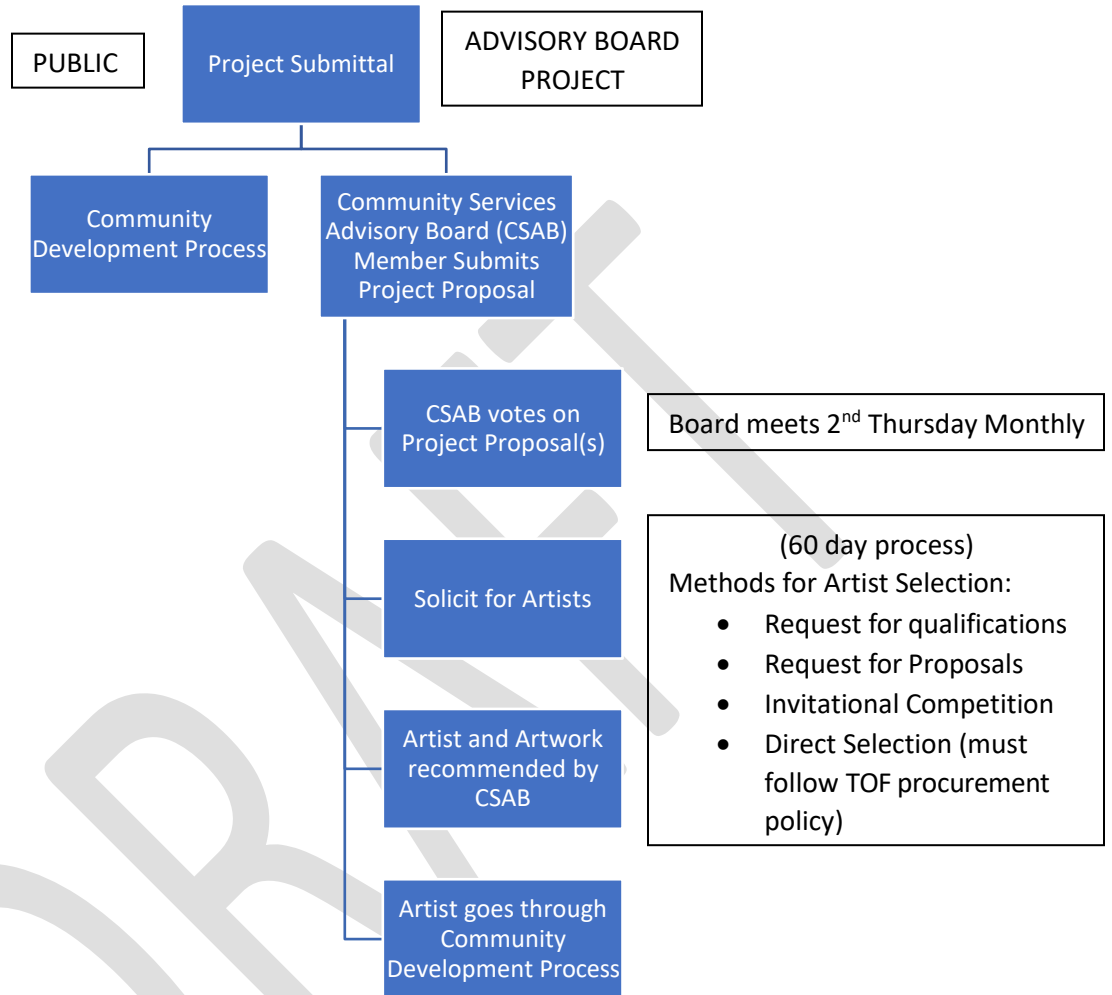 PUBLIC
Project Submittal
ADVISORY BOARD
PROJECT
Community
Development Process
Community Services
Advisory Board (CSAB)
Member Submits
Project Proposal
CSAB votes on
Project Proposal(s)
Board meets 2nd Thursday Monthly
Solicit for Artists
(60 day process)
Methods for Artist Selection:
• Request for qualifications
• Request for Proposals
• Invitational Competition
• Direct Selection (must
follow TOF procurement
policy)
Artist and Artwork
recommended by
CSAB
Artist goes through
Community
Development Process
DRAFT